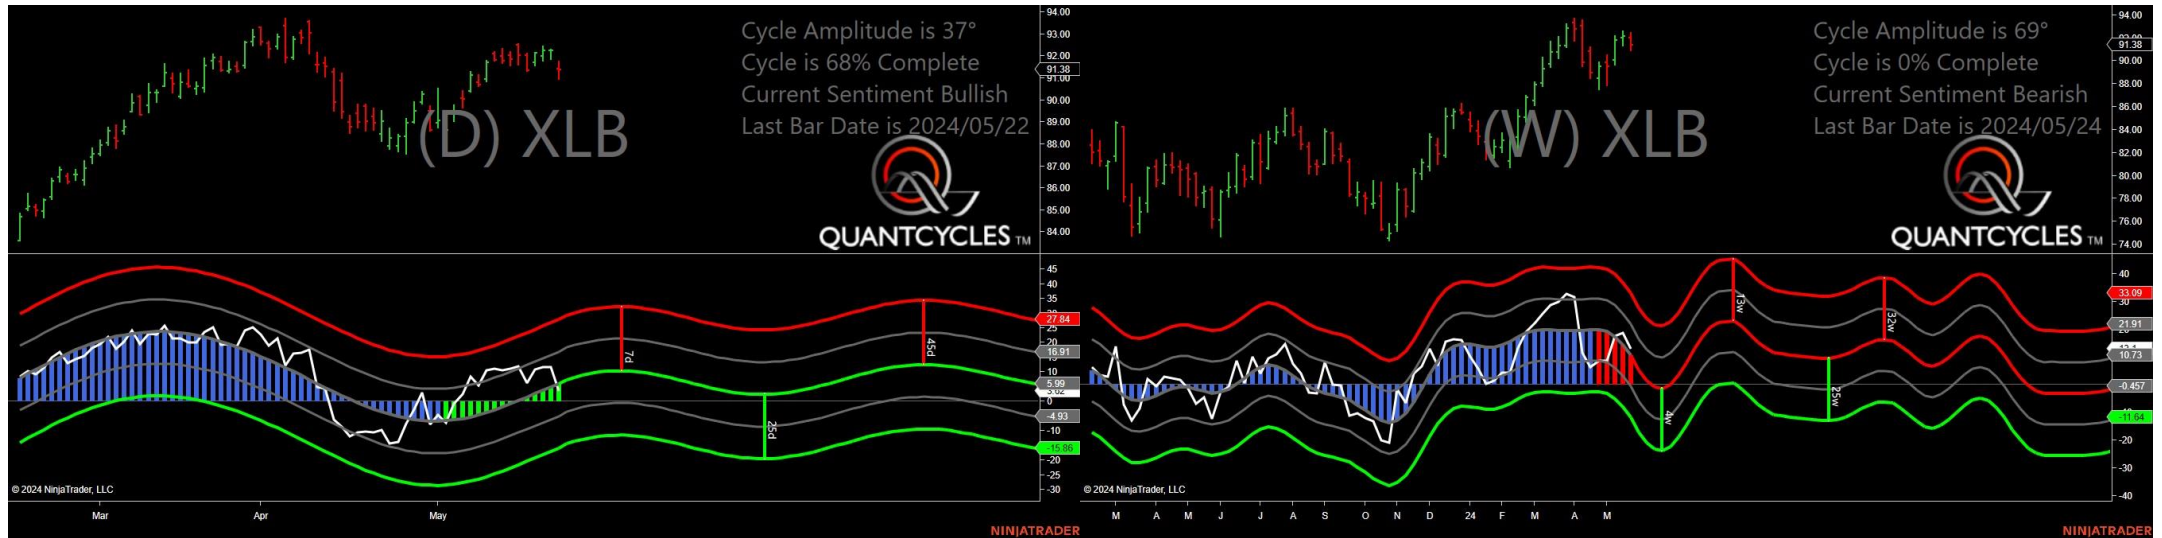 Cycle Amplitude is 37°
Cycle is 68% Complete
Current Sentiment Bullish
Last Bar Date is 2024/05/22
(D) XLB
QUANTCYCLES TM
94.00
93.00
92.00
91.38
91.00
90.00
89.00
88.00
87.00
86.00
85.00
84.00
45
40
35
30
27.84
25
20
16.91
10
5.99
0
-4.93
-10
-15.86
-20
-25
-30
7d
25d
45d
© 2024 NinjaTrader, LLC
Mar Apr May
NINJATRADER
Cycle Amplitude is 69°
Cycle is 0% Complete
Current Sentiment Bearish
Last Bar Date is 2024/05/24
(W) XLB
QUANTCYCLES TM
94.00
91.38
90.00
88.00
86.00
84.00
82.00
80.00
78.00
76.00
74.00
40
33.09
21.91
10.73
-0.457
-11.64
-20
-30
-40
4w
13w
25w
32w
© 2024 NinjaTrader, LLC
M A M J J A S O N D 24 F M A M
NINJATRADER